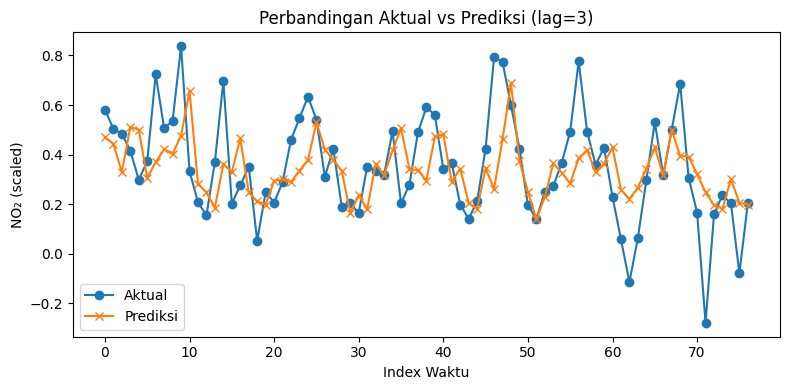 Perbandingan Aktual vs Prediksi (lag=3)
NO₂ (scaled)
0.8
0.6
0.4
0.2
0.0
−0.2
Aktual
Prediksi
0 10 20 30 40 50 60 70
Index Waktu